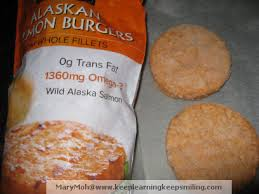 ALASKAN
MON BURGERS
WHOLE FILLETS
0g Trans Fat
1360mg Omega-3
Wild Alaska Salmon
MaryMoh@www.keeplearningkeepsmiling.com